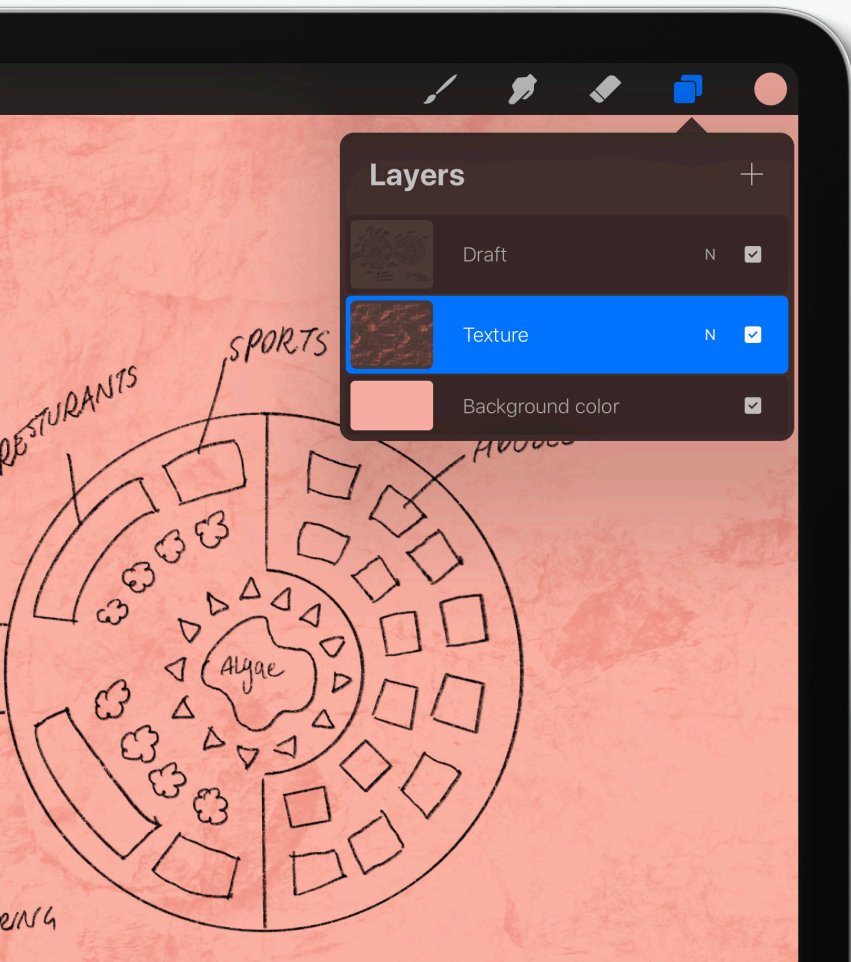 Layers
Draft
N
Texture
N
Background color
SPORTS
RESTURANTS
Algae